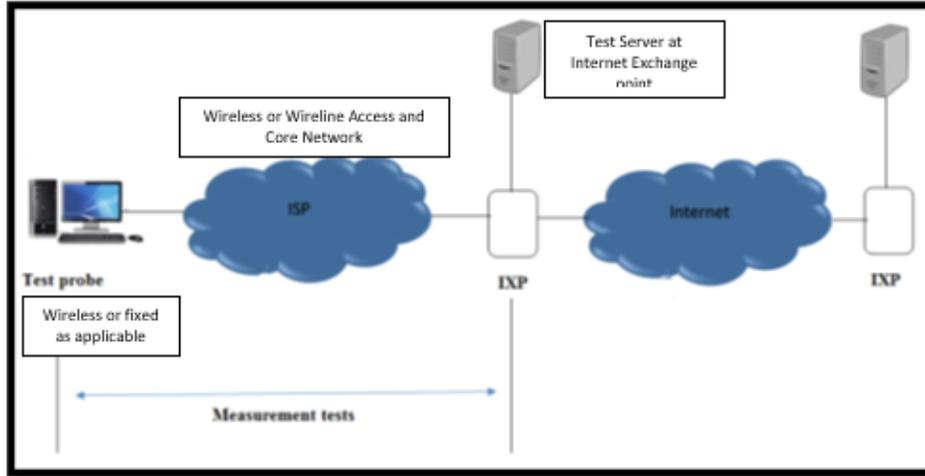 Test Server at
Internet Exchange
point
Wireless or Wireline Access and
Core Network
ISP
Internet
Test probe
IXP
IXP
Wireless or fixed
as applicable
Measurement tests